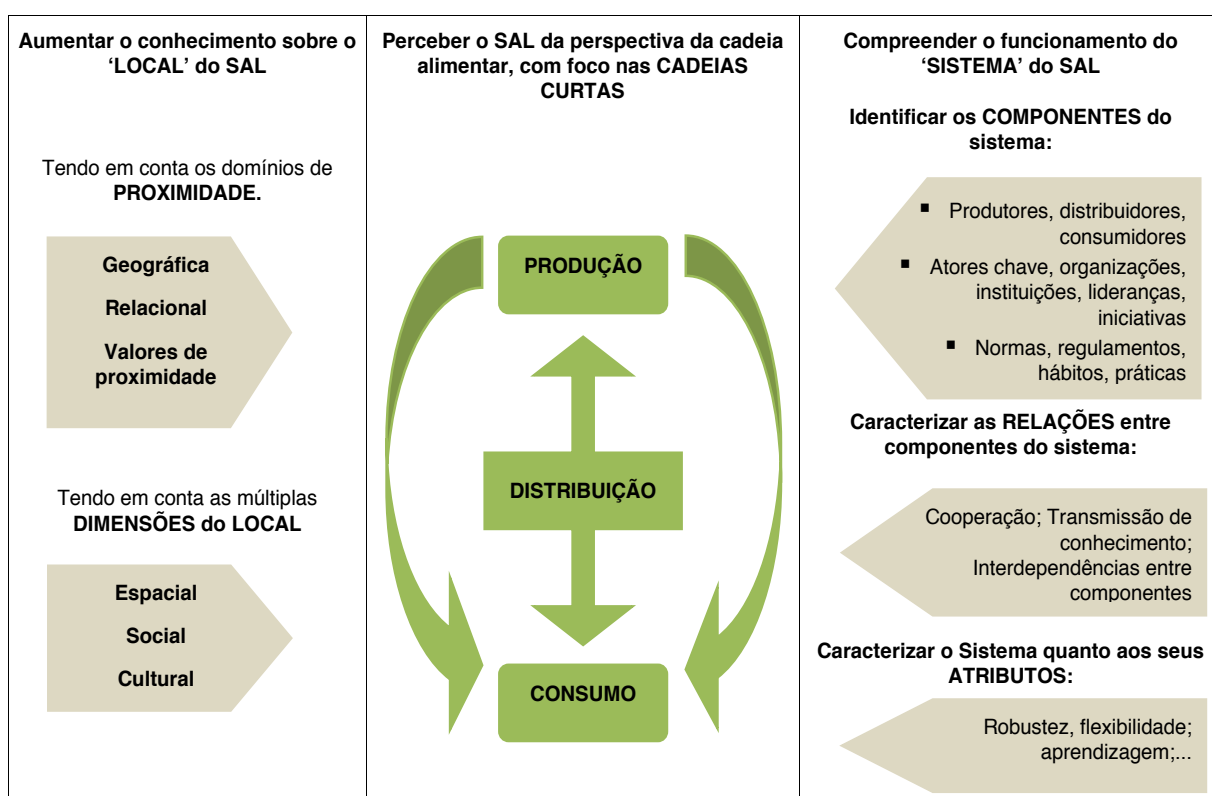 Aumentar o conhecimento sobre o
‘LOCAL’ do SAL
Tendo em conta os domínios de
PROXIMIDADE.
Geográfica
Relacional
Valores de
proximidade
Tendo em conta as múltiplas
DIMENSÕES do LOCAL
Espacial
Social
Cultural
Perceber o SAL da perspectiva da cadeia
alimentar, com foco nas CADEIAS
CURTAS
PRODUÇÃO
DISTRIBUIÇÃO
CONSUMO
Compreender o funcionamento do
‘SISTEMA’ do SAL
Identificar os COMPONENTES do
sistema:
▪ Produtores, distribuidores,
consumidores
▪ Atores chave, organizações,
instituições, lideranças,
iniciativas
▪ Normas, regulamentos,
hábitos, práticas
Caracterizar as RELAÇÕES entre
componentes do sistema:
Cooperação; Transmissão de
conhecimento;
Interdependências entre
componentes
Caracterizar o Sistema quanto aos seus
ATRIBUTOS:
Robustez, flexibilidade;
aprendizagem;...